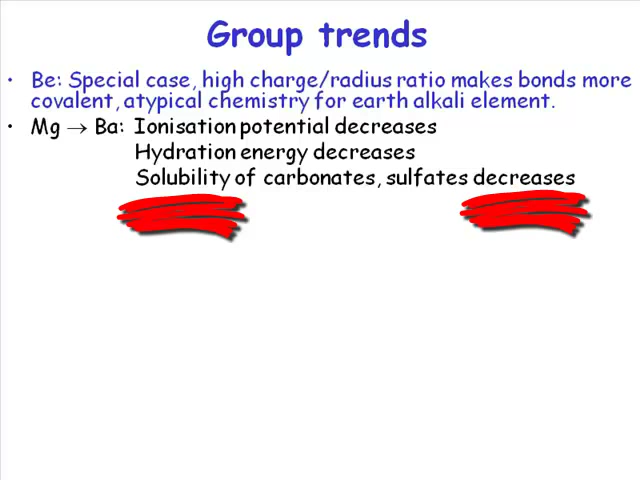 Group trends
• Be: Special case, high charge/radius ratio makes bonds more
covalent, atypical chemistry for earth alkali element.
• Mg → Ba: Ionisation potential decreases
Hydration energy decreases
Solubility of carbonates, sulfates decreases